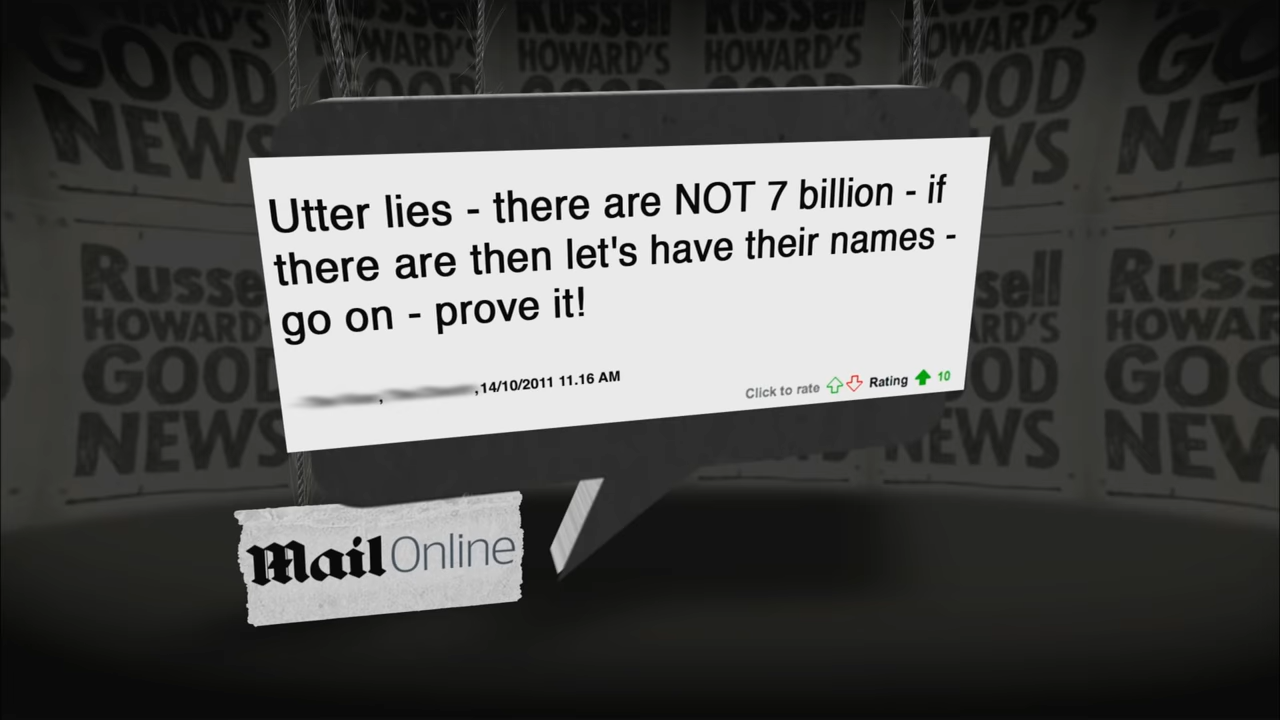 RUSSELL HOWARD'S GOOD NEWS
Utter lies - there are NOT 7 billion - if
there are then let's have their names -
go on - prove it!
,
,14/10/2011 11.16 AM
Click to rate
Rating
10
Mail Online